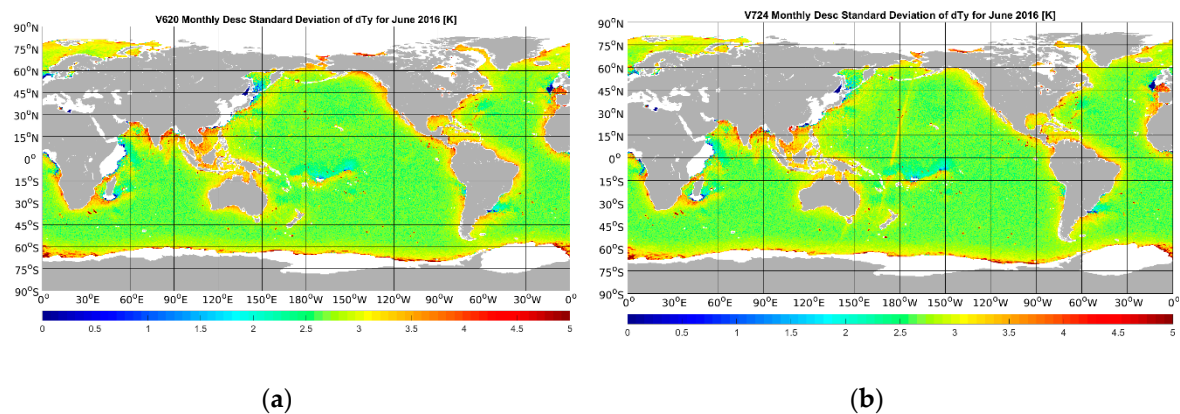 V620 Monthly Desc Standard Deviation of dTy for June 2016 [K]
90°N
75°N
60°N
45°N
30°N
15°N
0°
15°S
30°S
45°S
60°S
75°S
90°S
0° 30°E 60°E 90°E 120°E 150°E 180° 150°W 120°W 90°W 60°W 30°W 0°
0 0.5 1 1.5 2 2.5 3 3.5 4 4.5 5
(a)
V724 Monthly Desc Standard Deviation of dTy for June 2016 [K]
90°N
75°N
60°N
45°N
30°N
15°N
0°
15°S
30°S
45°S
60°S
75°S
90°S
0° 30°E 60°E 90°E 120°E 150°E 180° 150°W 120°W 90°W 60°W 30°W 0°
0 0.5 1 1.5 2 2.5 3 3.5 4 4.5 5
(b)